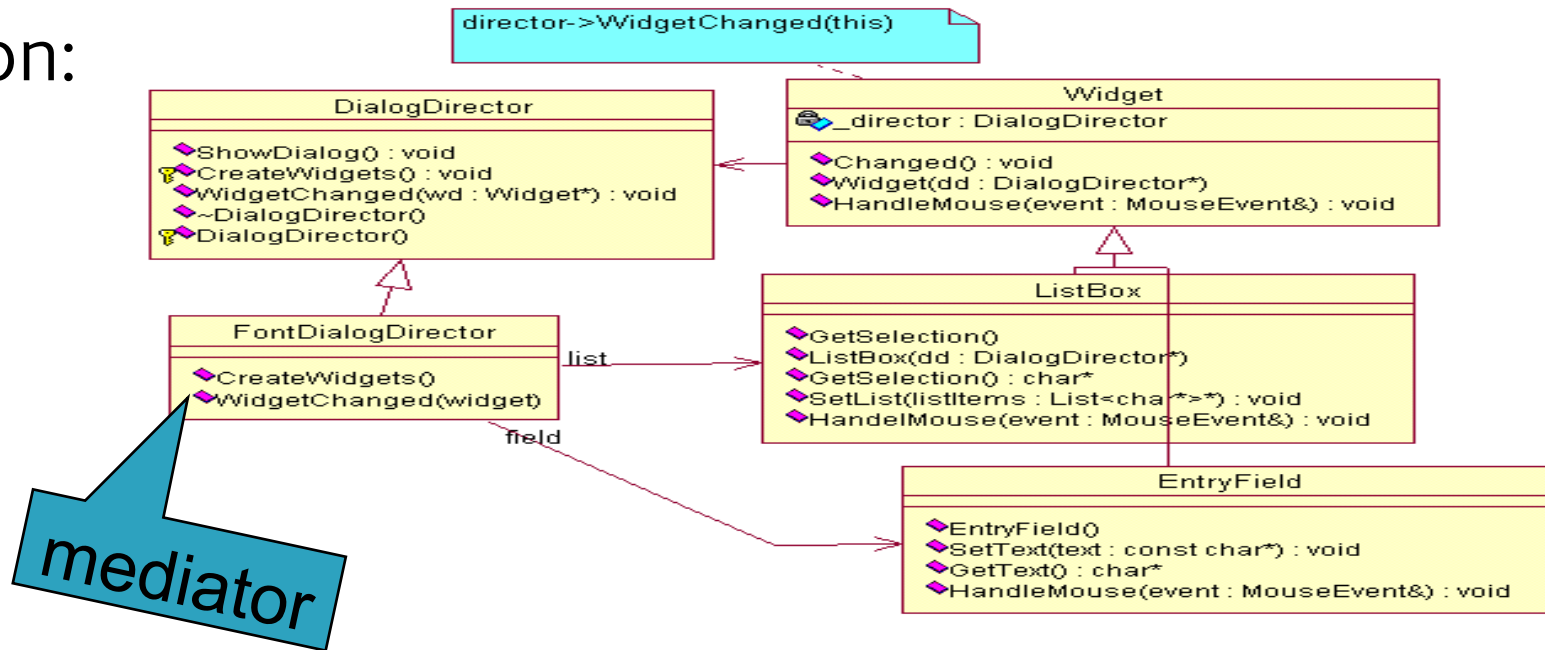 on:
director->WidgetChanged(this)
DialogDirector
ShowDialog() : void
CreateWidgets() : void
WidgetChanged(wd : Widget*) : void
~DialogDirector()
DialogDirector()
Widget
_director : DialogDirector
Changed() : void
Widget(dd : DialogDirector*)
HandleMouse(event : MouseEvent&) : void
FontDialogDirector
CreateWidgets()
WidgetChanged(widget)
list
field
ListBox
GetSelection()
ListBox(dd : DialogDirector*)
GetSelection() : char*
SetList(listItems : List<char*>*) : void
HandelMouse(event : MouseEvent&) : void
EntryField
EntryField()
SetText(text : const char*) : void
GetText() : char*
HandleMouse(event : MouseEvent&) : void
mediator